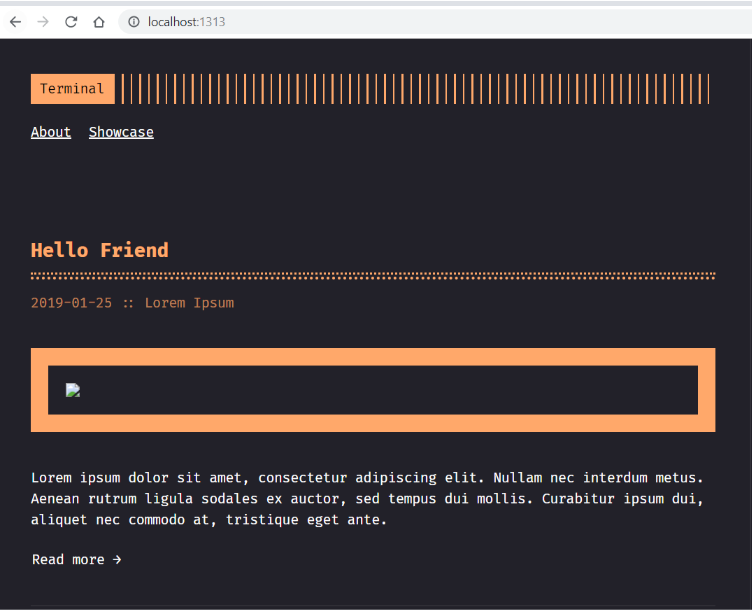 localhost:1313
Terminal
About Showcase
Hello Friend
2019-01-25 :: Lorem Ipsum
Lorem ipsum dolor sit amet, consectetur adipiscing elit. Nullam nec interdum metus.
Aenean rutrum ligula sodales ex auctor, sed tempus dui mollis. Curabitur ipsum dui,
aliquet nec commodo at, tristique eget ante.
Read more →